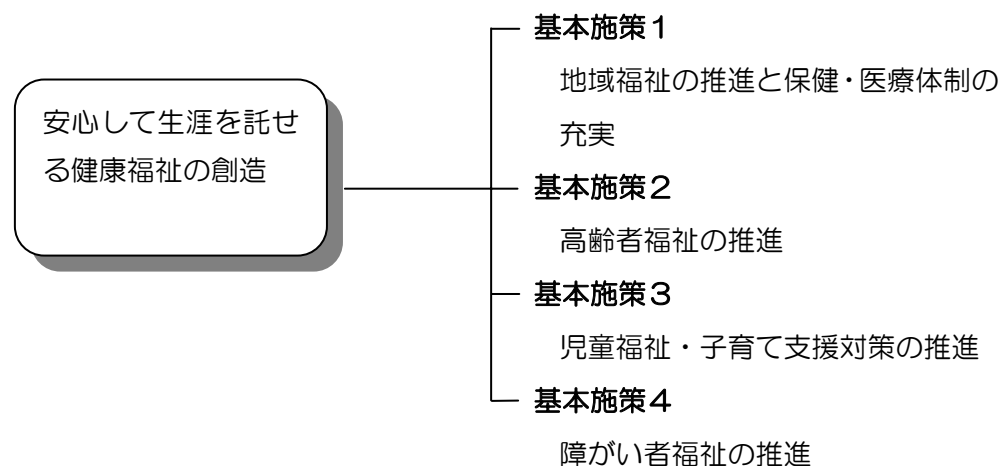 安心して生涯を託せ
る健康福祉の創造
基本施策１
地域福祉の推進と保健・医療体制の
充実
基本施策２
高齢者福祉の推進
基本施策３
児童福祉・子育て支援対策の推進
基本施策４
障がい者福祉の推進